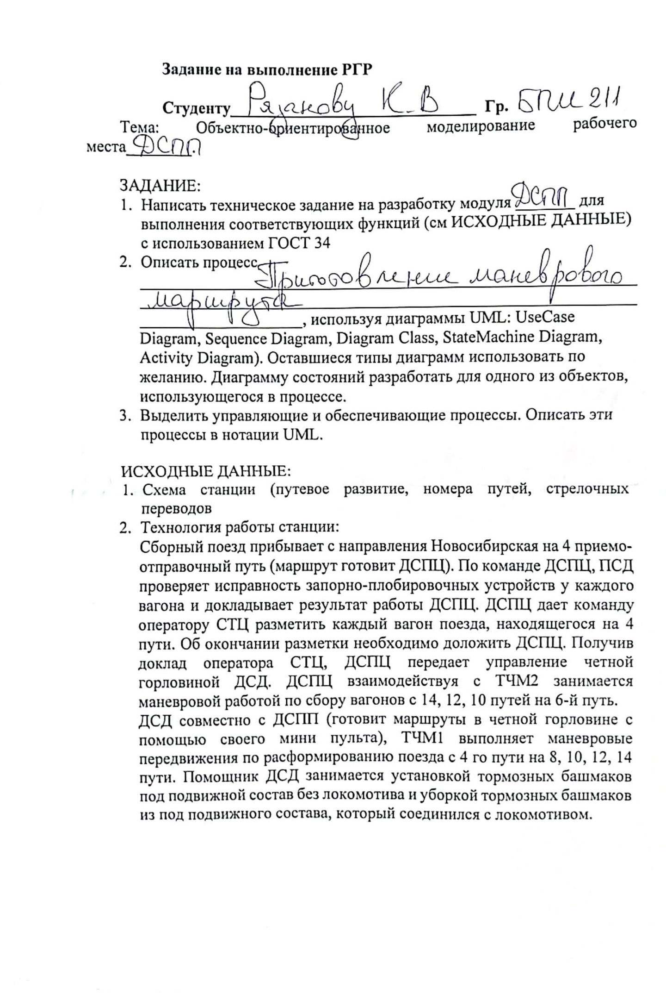 Задание на выполнение РГР
Студенту Рязанову К.В Гр. БПИ 211
Тема: Объектно-ориентированное моделирование рабочего
места ДСПП.
ЗАДАНИЕ:
1. Написать техническое задание на разработку модуля ДСПП для
выполнения соответствующих функций (см ИСХОДНЫЕ ДАННЫЕ)
с использованием ГОСТ 34
2. Описать процесс
Приготовление маневрового
маршрута
, используя диаграммы UML: UseCase
Diagram, Sequence Diagram, Diagram Class, StateMachine Diagram,
Activity Diagram). Оставшиеся типы диаграмм использовать по
желанию. Диаграмму состояний разработать для одного из объектов,
использующегося в процессе.
3. Выделить управляющие и обеспечивающие процессы. Описать эти
процессы в нотации UML.
ИСХОДНЫЕ ДАННЫЕ:
1. Схема станции (путевое развитие, номера путей, стрелочных
переводов
2. Технология работы станции:
Сборный поезд прибывает с направления Новосибирская на 4 приемо-
отправочный путь (маршрут готовит ДСПЦ). По команде ДСПЦ, ПСД
проверяет исправность запорно-плобировочных устройств у каждого
вагона и докладывает результат работы ДСПЦ. ДСПЦ дает команду
оператору СТЦ разметить каждый вагон поезда, находящегося на 4
пути. Об окончании разметки необходимо доложить ДСПЦ. Получив
доклад оператора СТЦ, ДСПЦ передает управление четной
горловиной ДСД. ДСПЦ взаимодействуя с ТЧМ2 занимается
маневровой работой по сбору вагонов с 14, 12, 10 путей на 6-й путь.
ДСД совместно с ДСПП (готовит маршруты в четной горловине с
помощью своего мини пульта), ТЧМ1 выполняет маневровые
передвижения по расформированию поезда с 4 го пути на 8, 10, 12, 14
пути. Помощник ДСД занимается установкой тормозных башмаков
под подвижной состав без локомотива и уборкой тормозных башмаков
из под подвижного состава, который соединился с локомотивом.